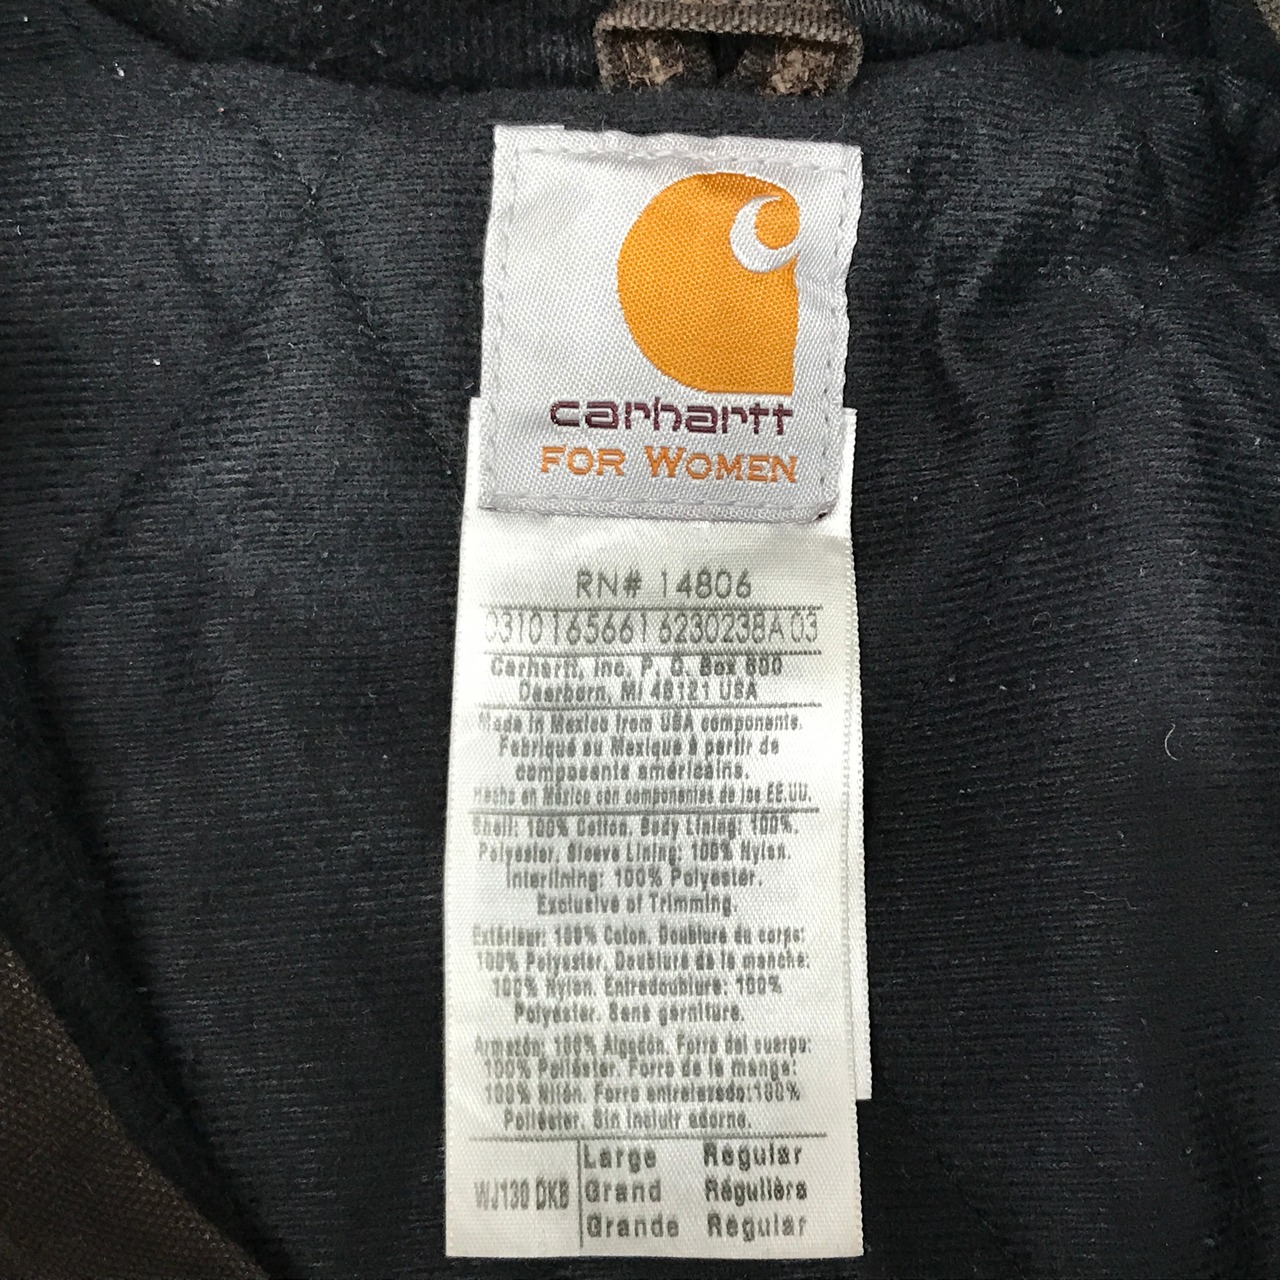 carhartt
FOR WOMEN
RN# 14806
0310 165661 6230238A 03
Carhartt, Inc. P. O. Box 600
Dearborn, MI 48121 USA
Made in Mexico from USA components.
Fabriqué au Mexique à partir de
composants américains.
Hecho en México con componentes de los EE.UU.
Shell: 100% Cotton. Body Lining: 100%.
Polyester. Sleeve Lining: 100% Nylon.
Interlining: 100% Polyester.
Exclusive of Trimming.
Extérieur: 100% Coton. Doublure du corps:
100% Polyester. Doublure de la manche:
100% Nylon. Entredoublure: 100%
Polyester. Sans garniture.
Armazón: 100% Algodón. Forro del cuerpo:
100% Poliéster. Forro de la manga:
100% Nilón. Forro entrelazado:100%
Poliéster. Sin incluir adorno.
WJ130 DKB
Large Regular
Grand Régulière
Grande Regular